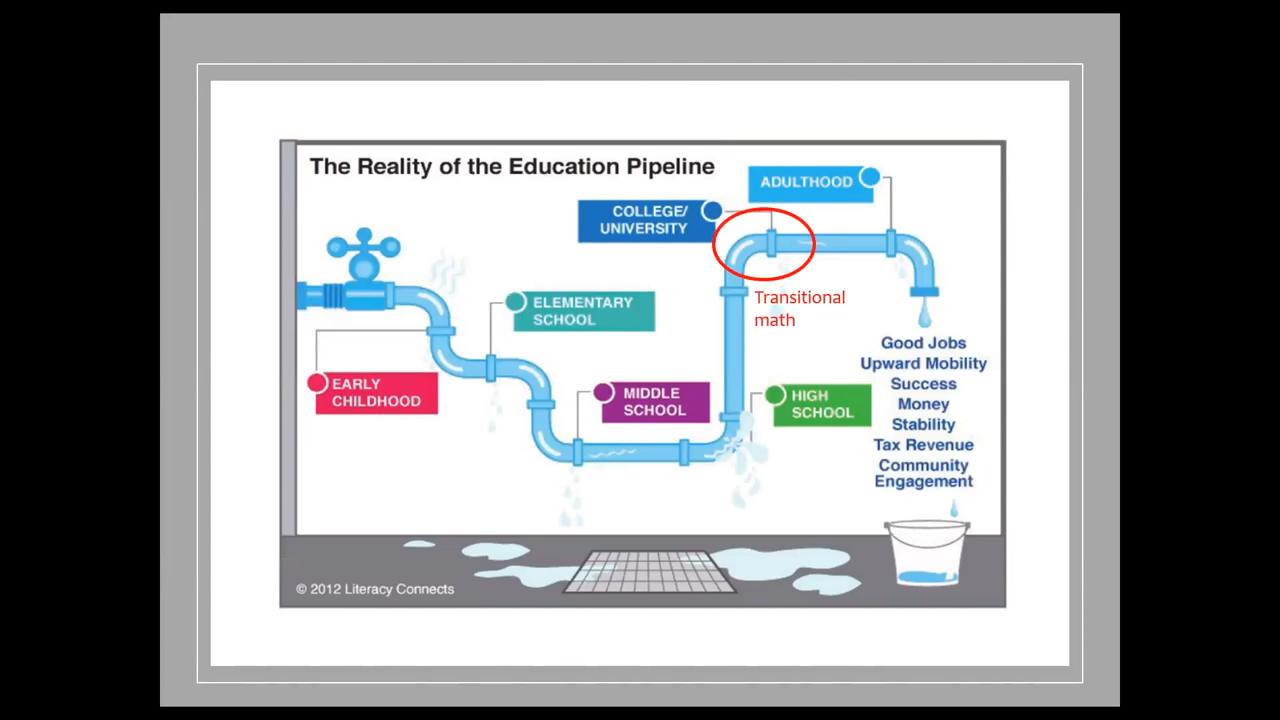 The Reality of the Education Pipeline
ADULTHOOD
COLLEGE/
UNIVERSITY
ELEMENTARY
SCHOOL
Transitional
math
EARLY
CHILDHOOD
MIDDLE
SCHOOL
HIGH
SCHOOL
Good Jobs
Upward Mobility
Success
Money
Stability
Tax Revenue
Community
Engagement
© 2012 Literacy Connects